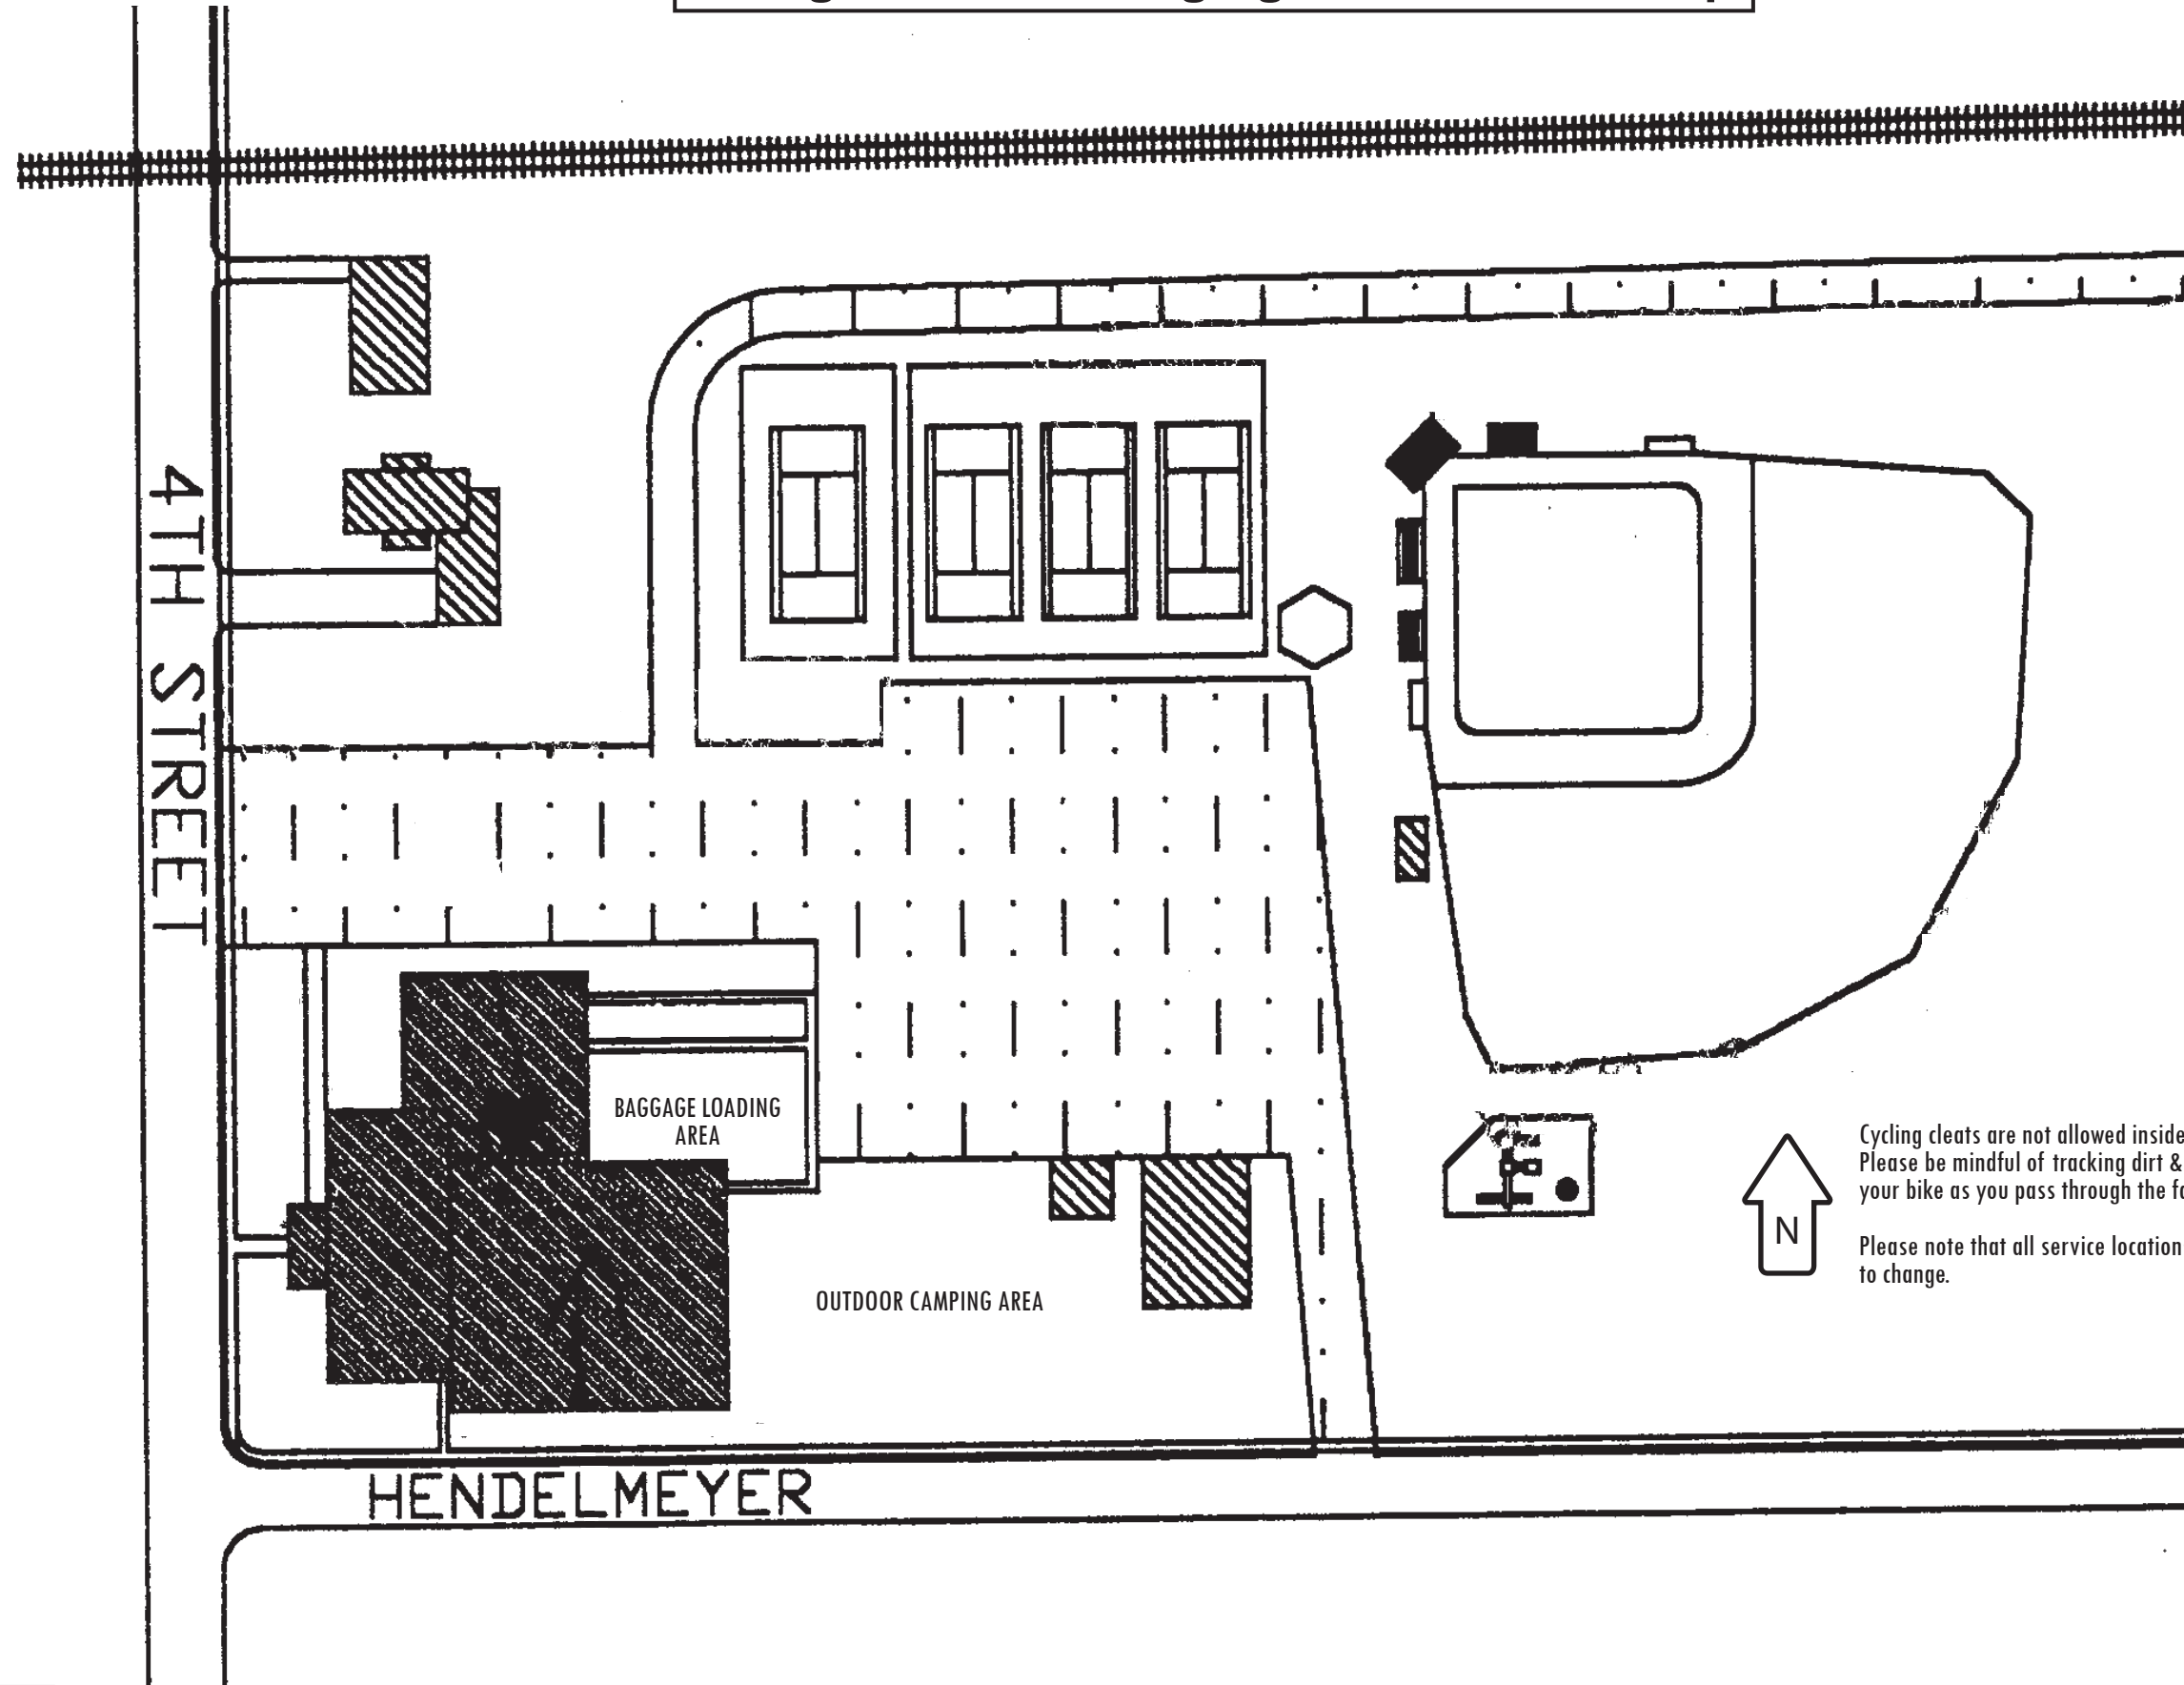 4TH STREET
BAGGAGE LOADING
AREA
OUTDOOR CAMPING AREA
HENDELMEYER
N
Cycling cleats are not allowed inside
Please be mindful of tracking dirt &
your bike as you pass through the
Please note that all service location
to change.